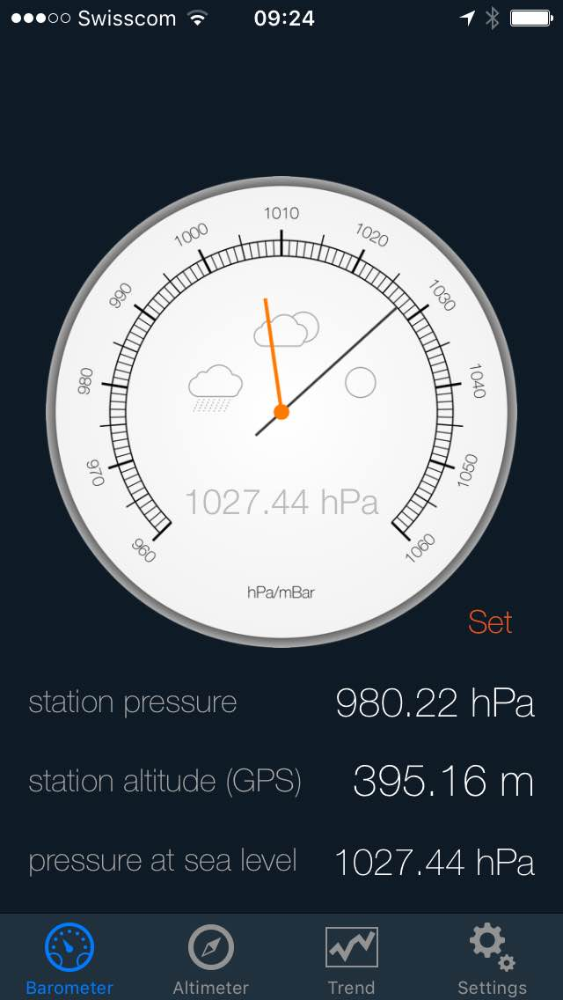 Swisscom 09:24
1010
1000 1020
990 1030
980 1040
970 1050
960 1060
1027.44 hPa
hPa/mBar
Set
station pressure 980.22 hPa
station altitude (GPS) 395.16 m
pressure at sea level 1027.44 hPa
Barometer Altimeter Trend Settings